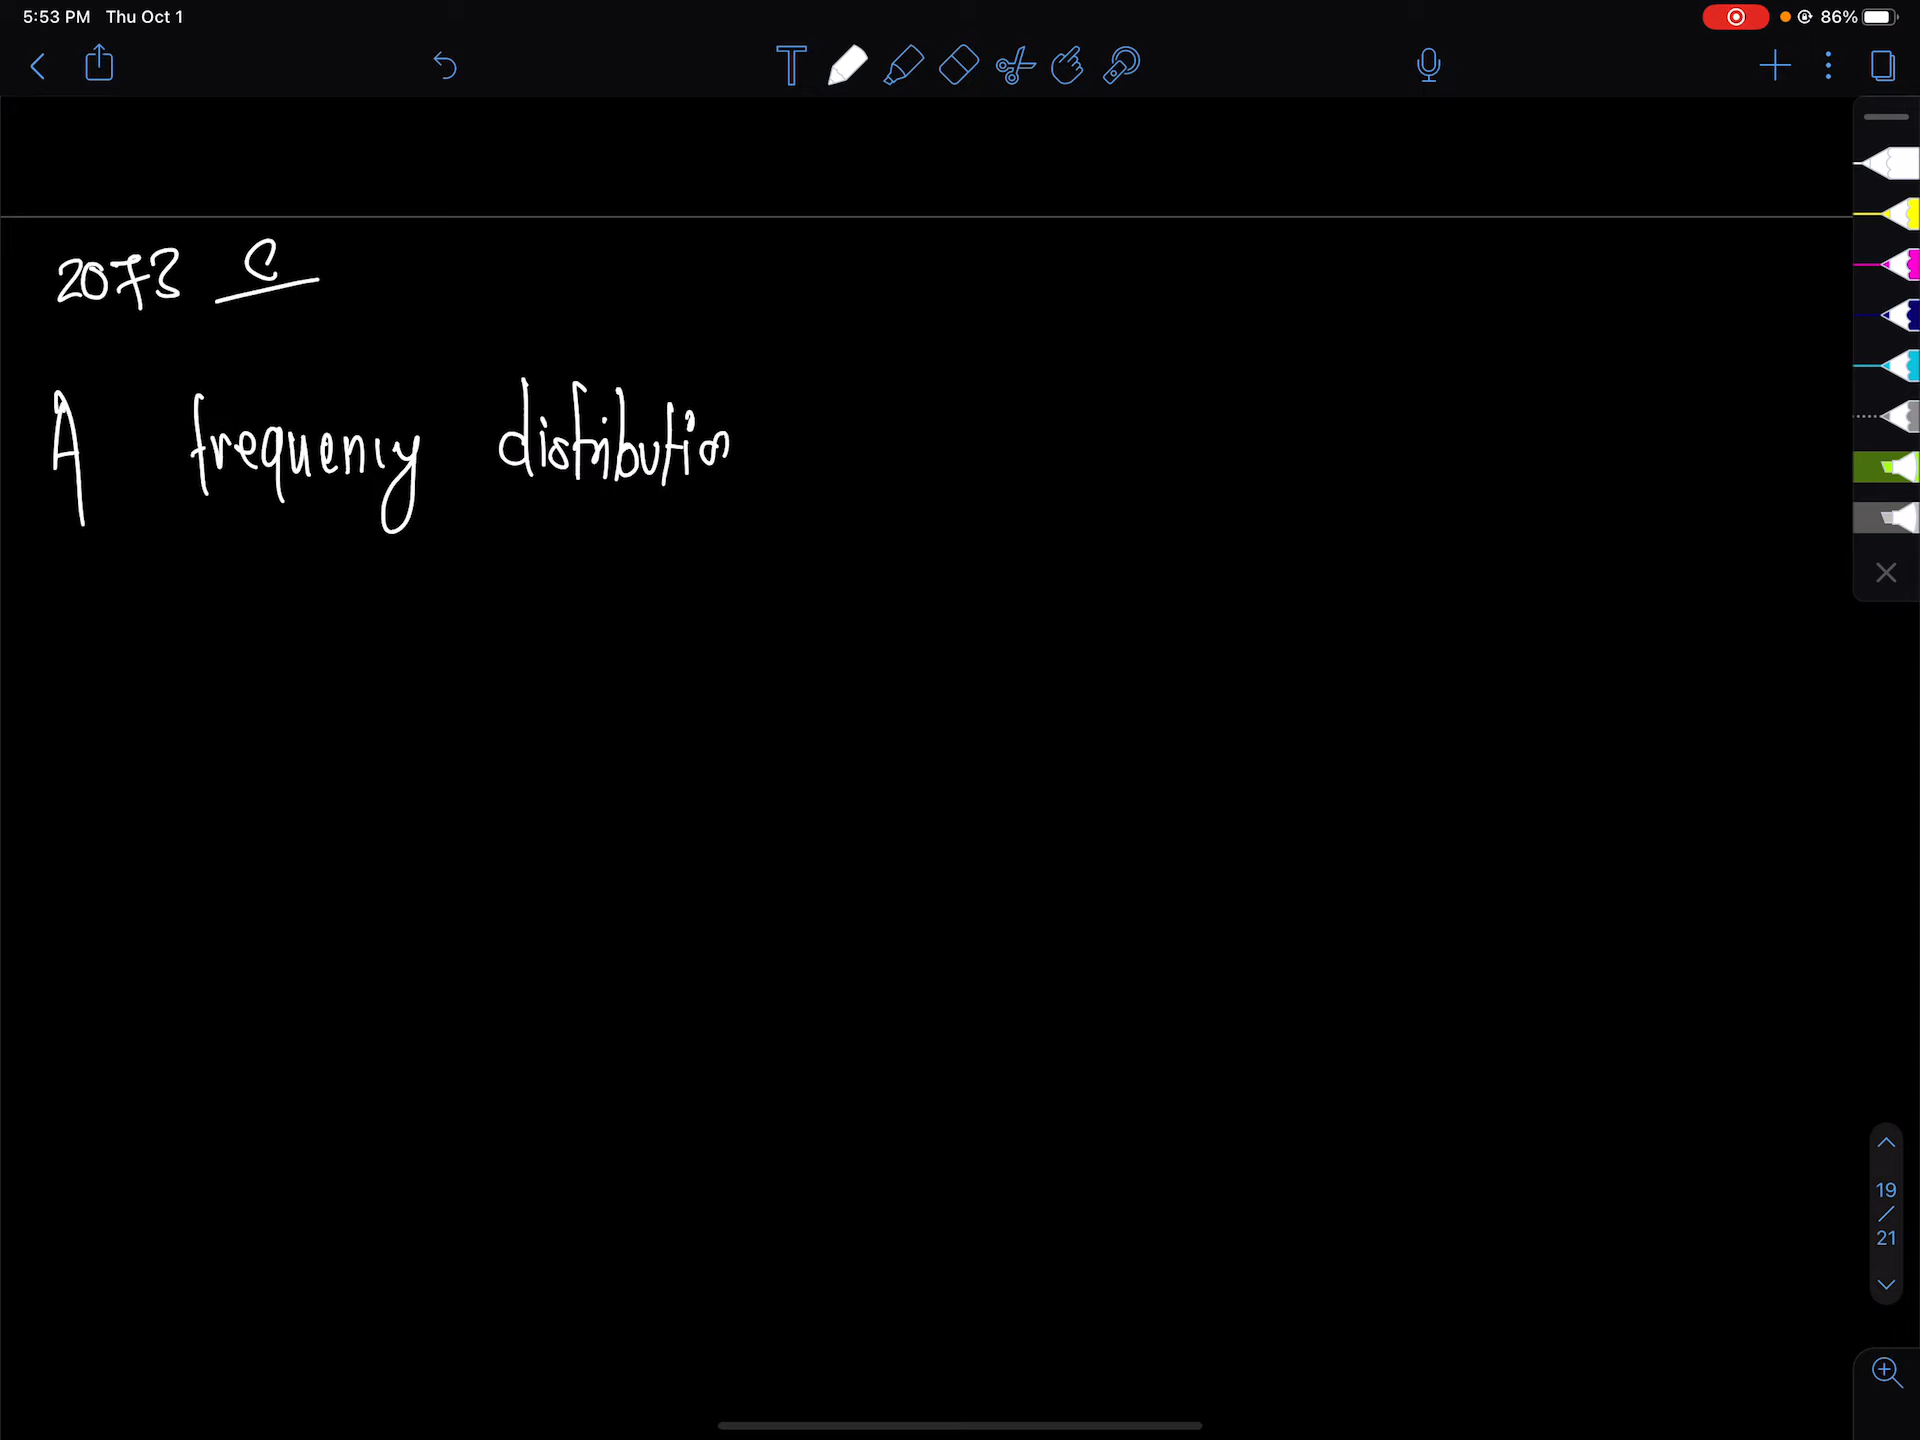 5:53 PM Thu Oct 1
86%
2073 C
A frequency distribution
19
/
21